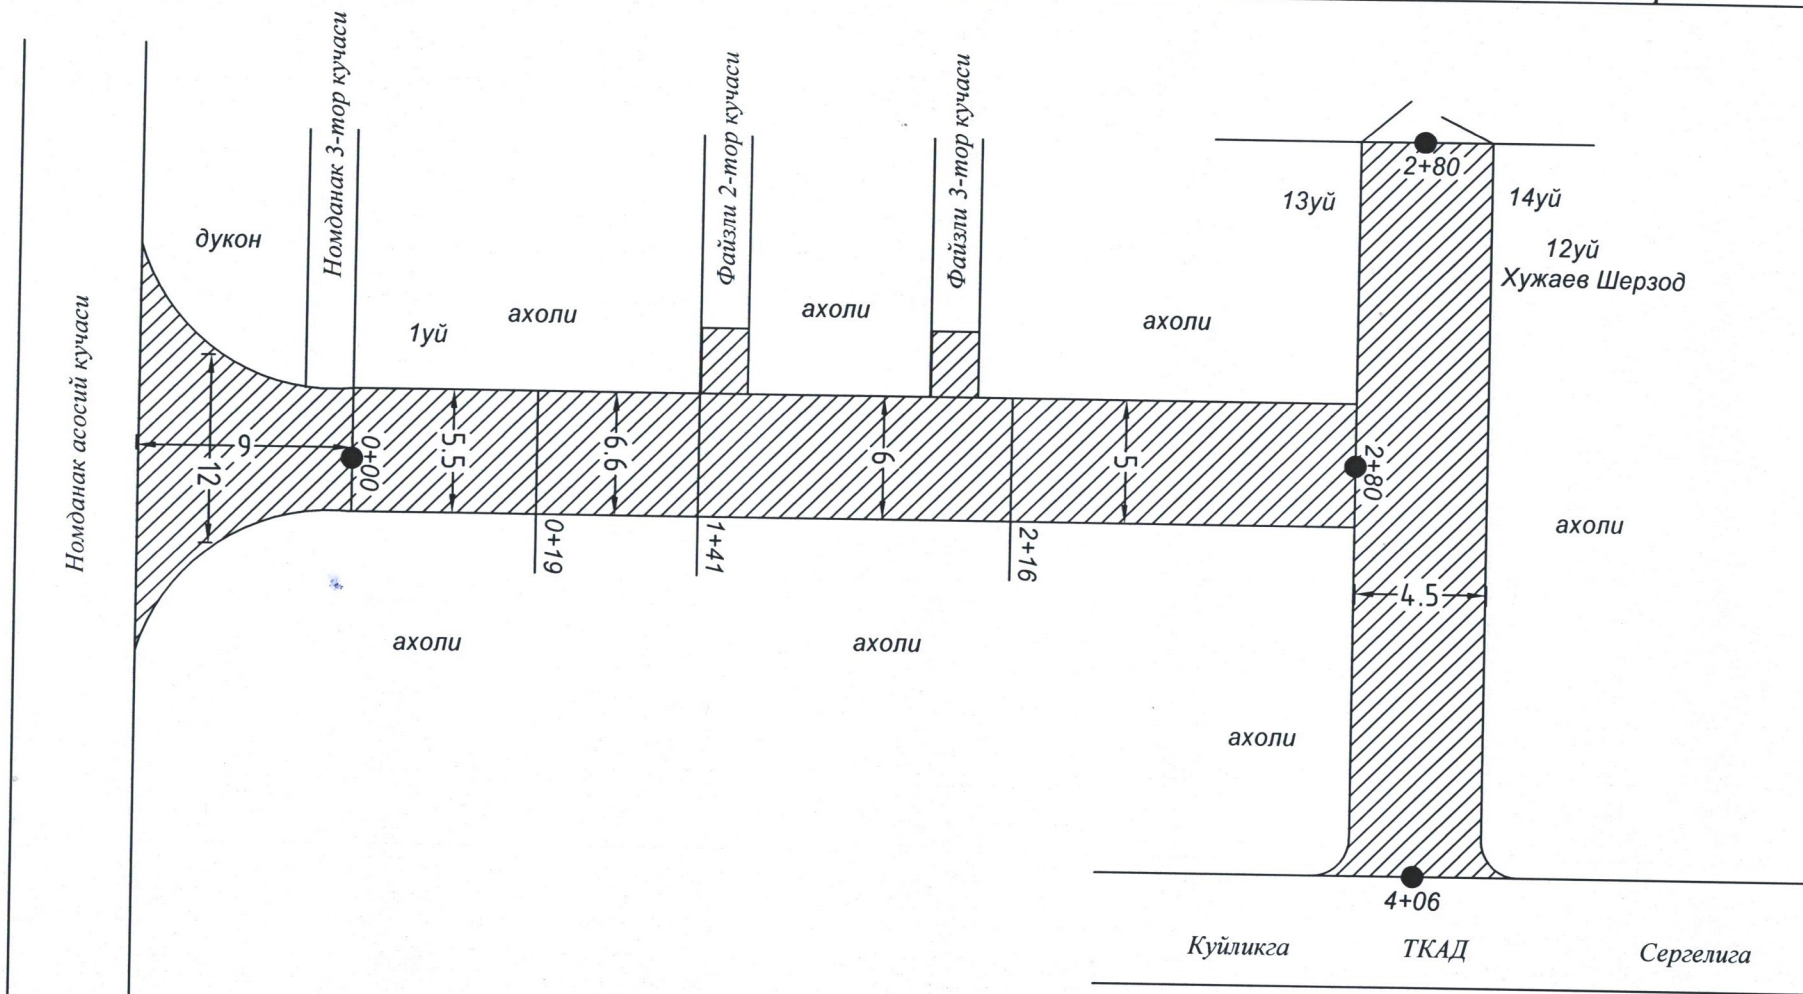 Номданак асосий кучаси
дукон
Номданак 3-тор кучаси
1уй
ахоли
Файзли 2-тор кучаси
ахоли
Файзли 3-тор кучаси
ахоли
13уй
2+80
14уй
12уй
Хужаев Шерзод
9
12
0+00
5.5
6.6
6
5
2+80
0+19
1+41
2+16
ахоли
4.5
ахоли
ахоли
ахоли
4+06
Куйликга
ТКАД
Сергелига